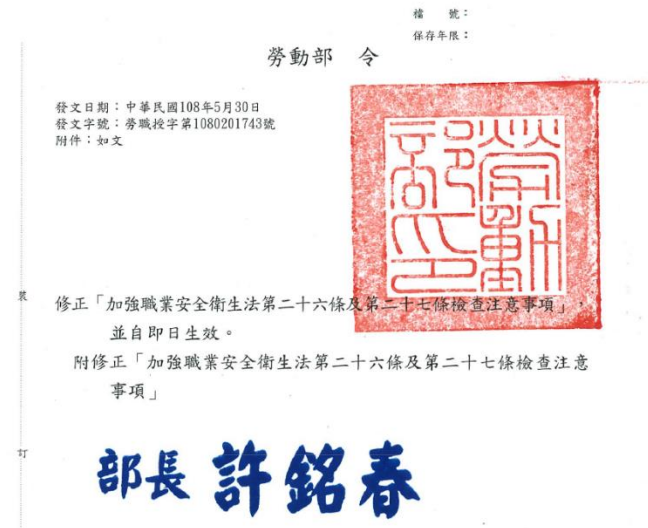 檔 號：
保存年限：
勞動部 令
發文日期：中華民國108年5月30日
發文字號：勞職授字第1080201743號
附件：如文
勞動部印
裝
修正「加強職業安全衛生法第二十六條及第二十七條檢查注意事項」，
並自即日生效。
附修正「加強職業安全衛生法第二十六條及第二十七條檢查注意
事項」
訂
部長 許銘春